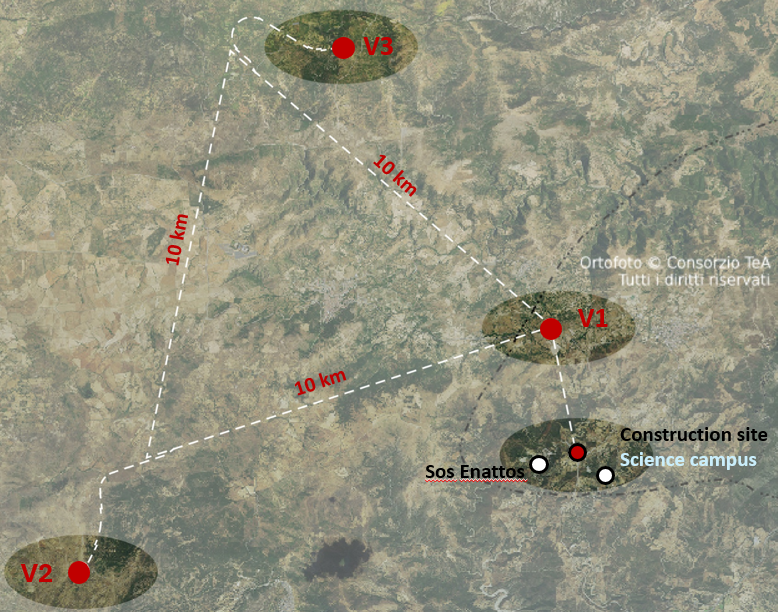 V3
10 km
10 km
Ortofoto © Consorzio TeA
Tutti i diritti riservati
V1
10 km
Construction site
Science campus
Sos Enattos
V2